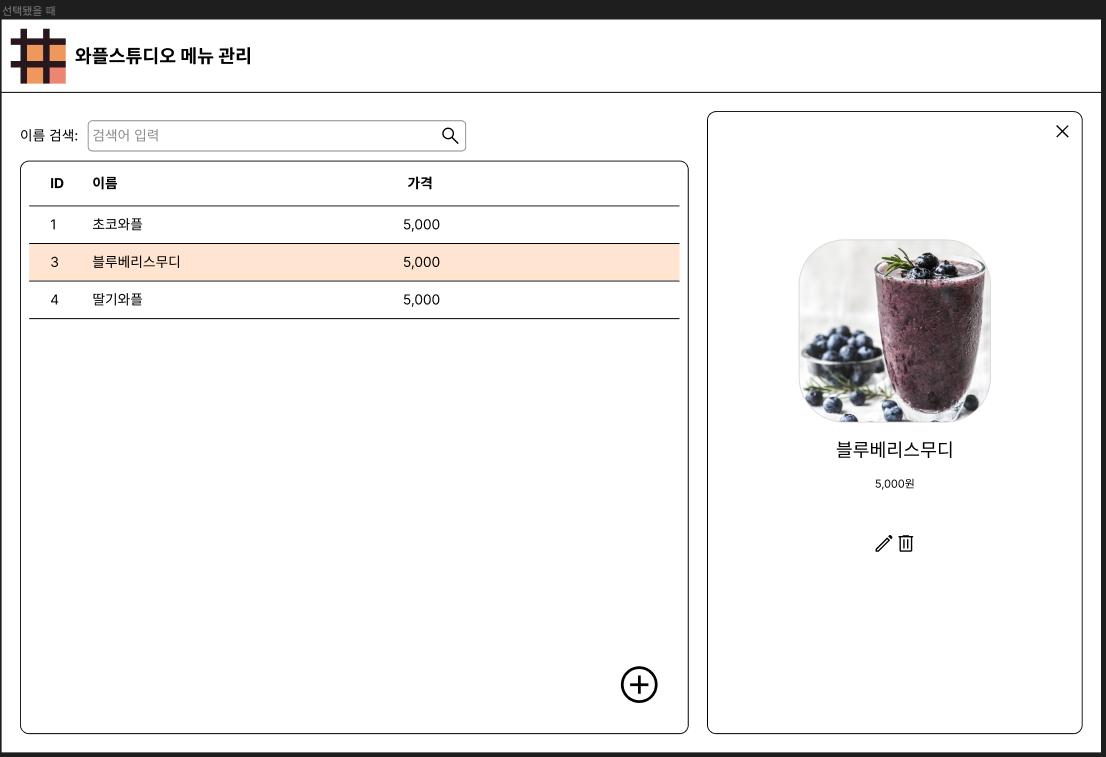 선택됐을 때
와플스튜디오 메뉴 관리
이름 검색: 검색어 입력
ID 이름 가격
1 초코와플 5,000
3 블루베리스무디 5,000
4 딸기와플 5,000
블루베리스무디
5,000원